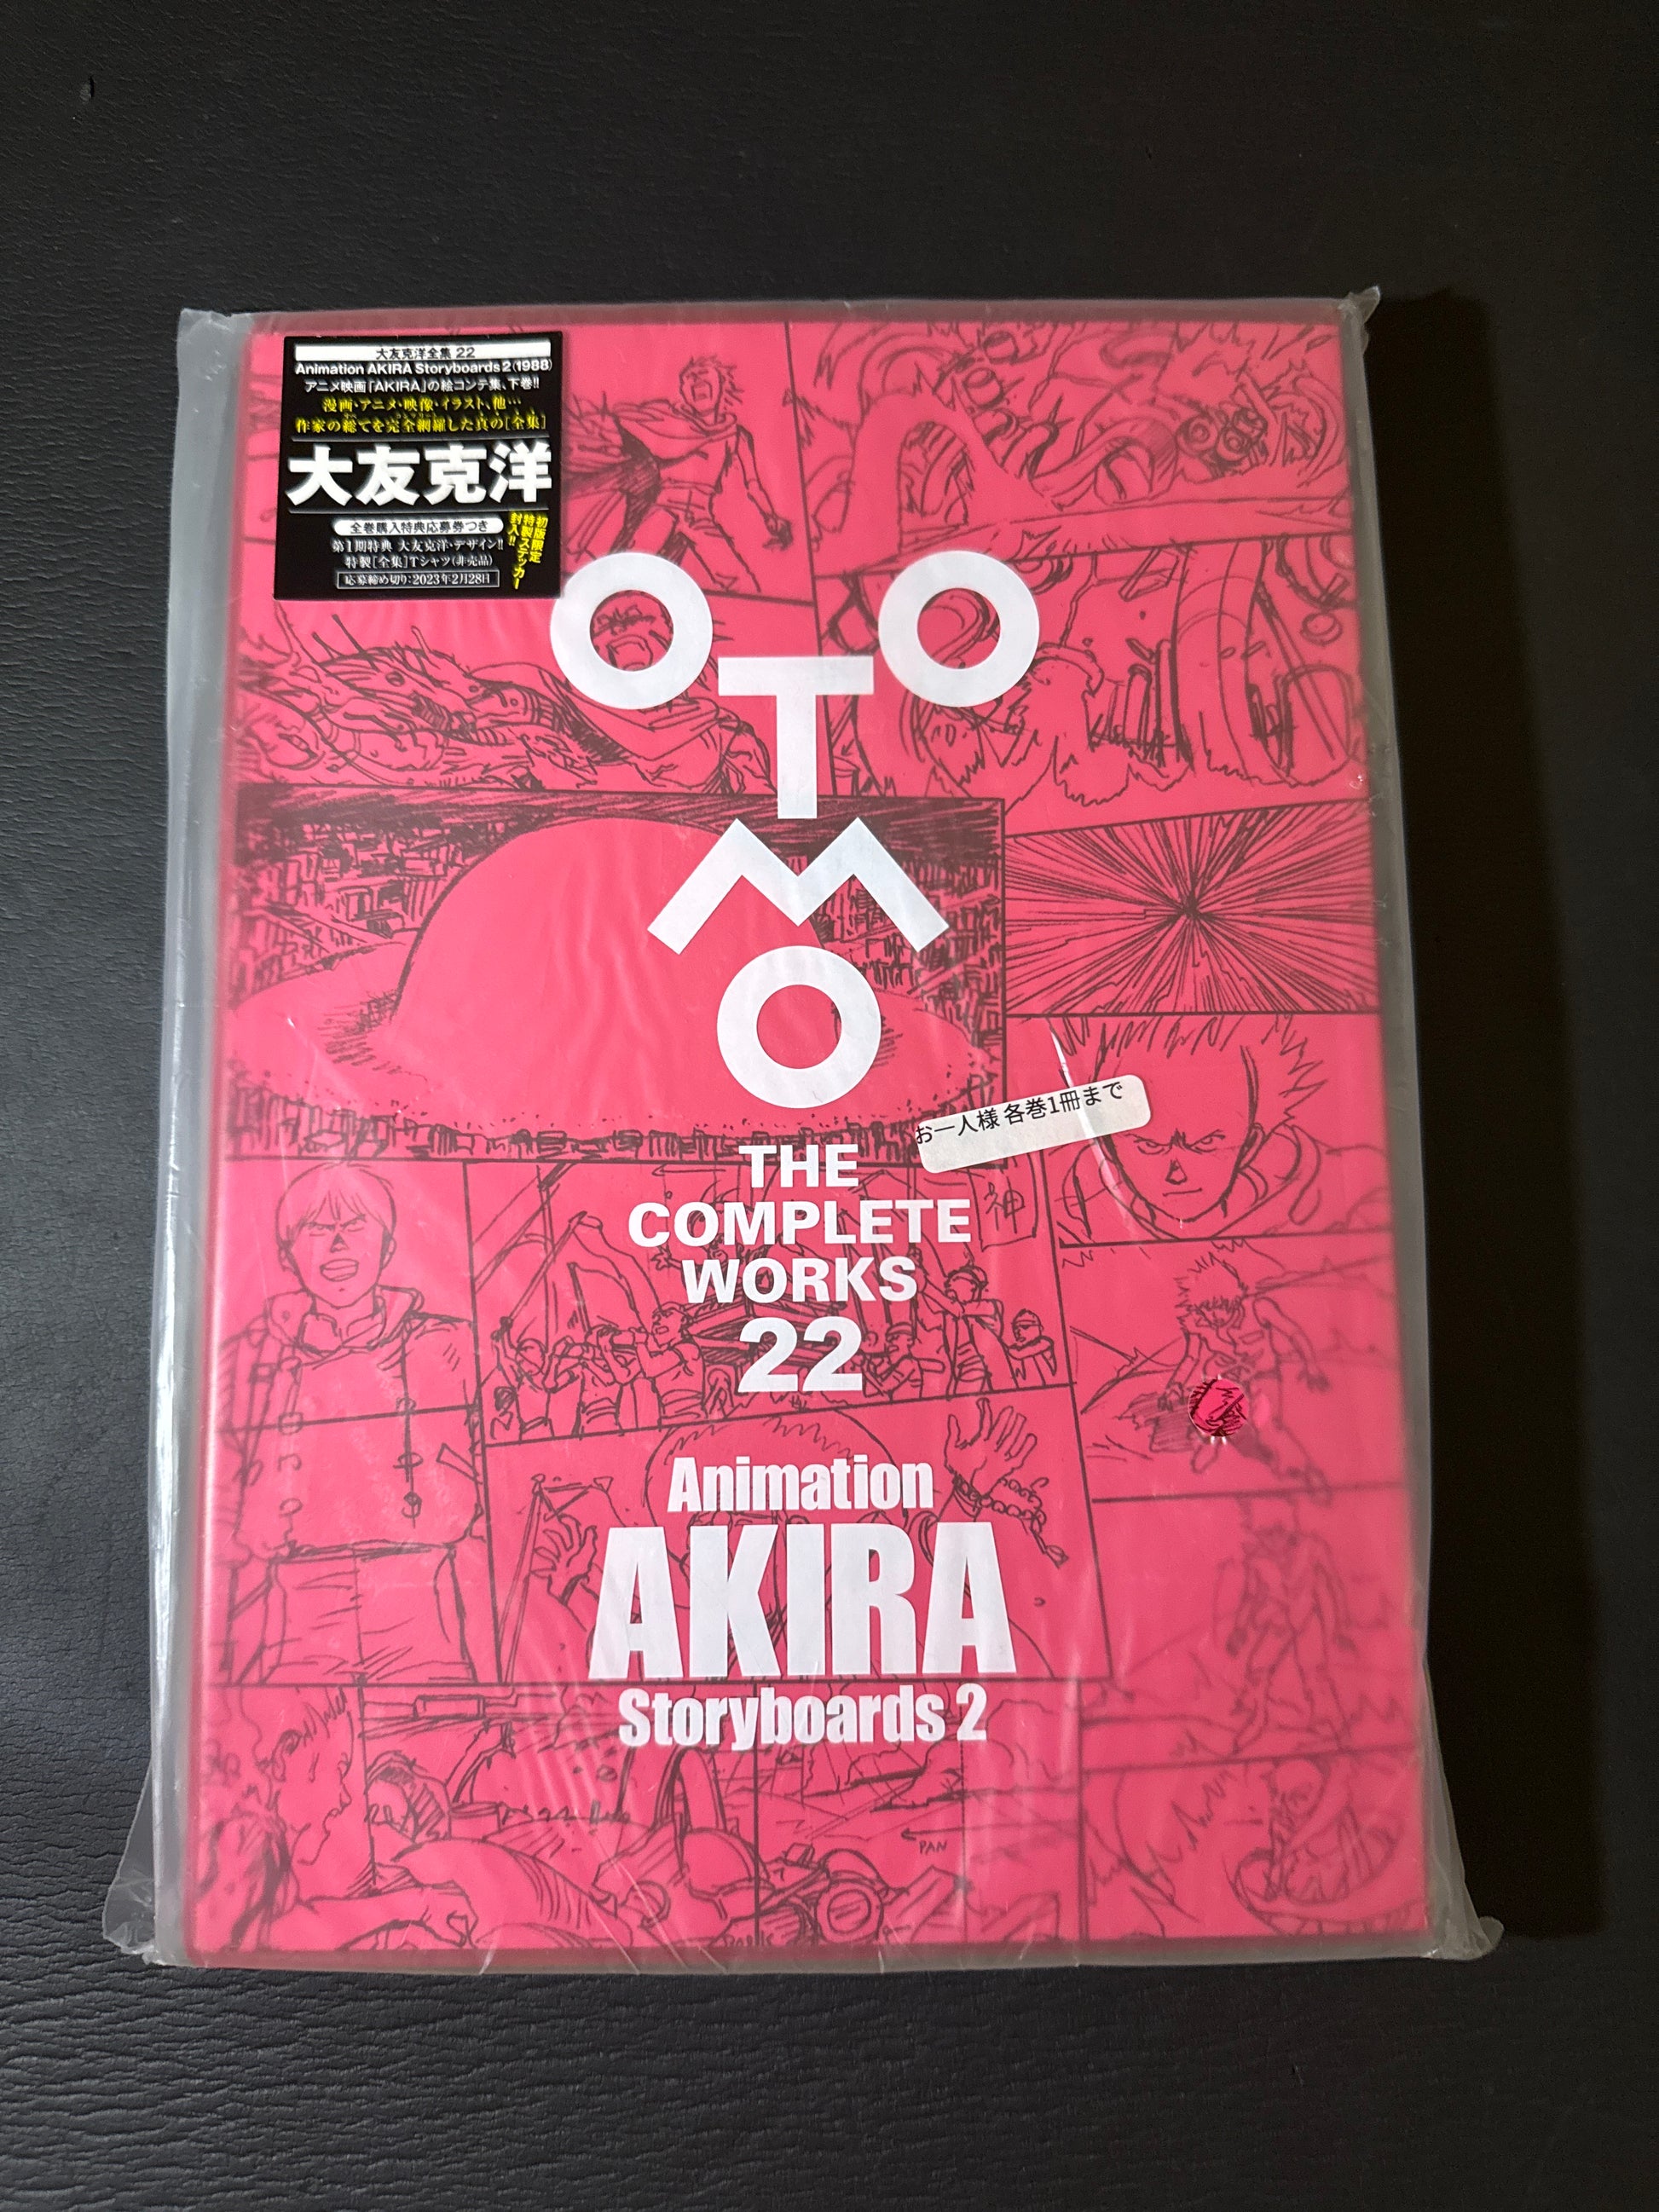 大友克洋全集 22
Animation AKIRA Storyboards2(1988)
アニメ映画「AKIRA」の絵コンテ集、下巻!!
漫画・アニメ・映像・イラスト、他…
作家の総てを完全網羅した真の[全集]
大友克洋
全巻購入特典応募券つき
第1期特典 大友克洋・デザイン!!
特製[全集]Tシャツ(非売品)
応募締め切り:2023年2月28日
初版限定
特製ステッカー
封入!!
OTOMO
THE
COMPLETE
WORKS
22
お一人様 各巻1冊まで
神
Animation
AKIRA
Storyboards 2
PAN